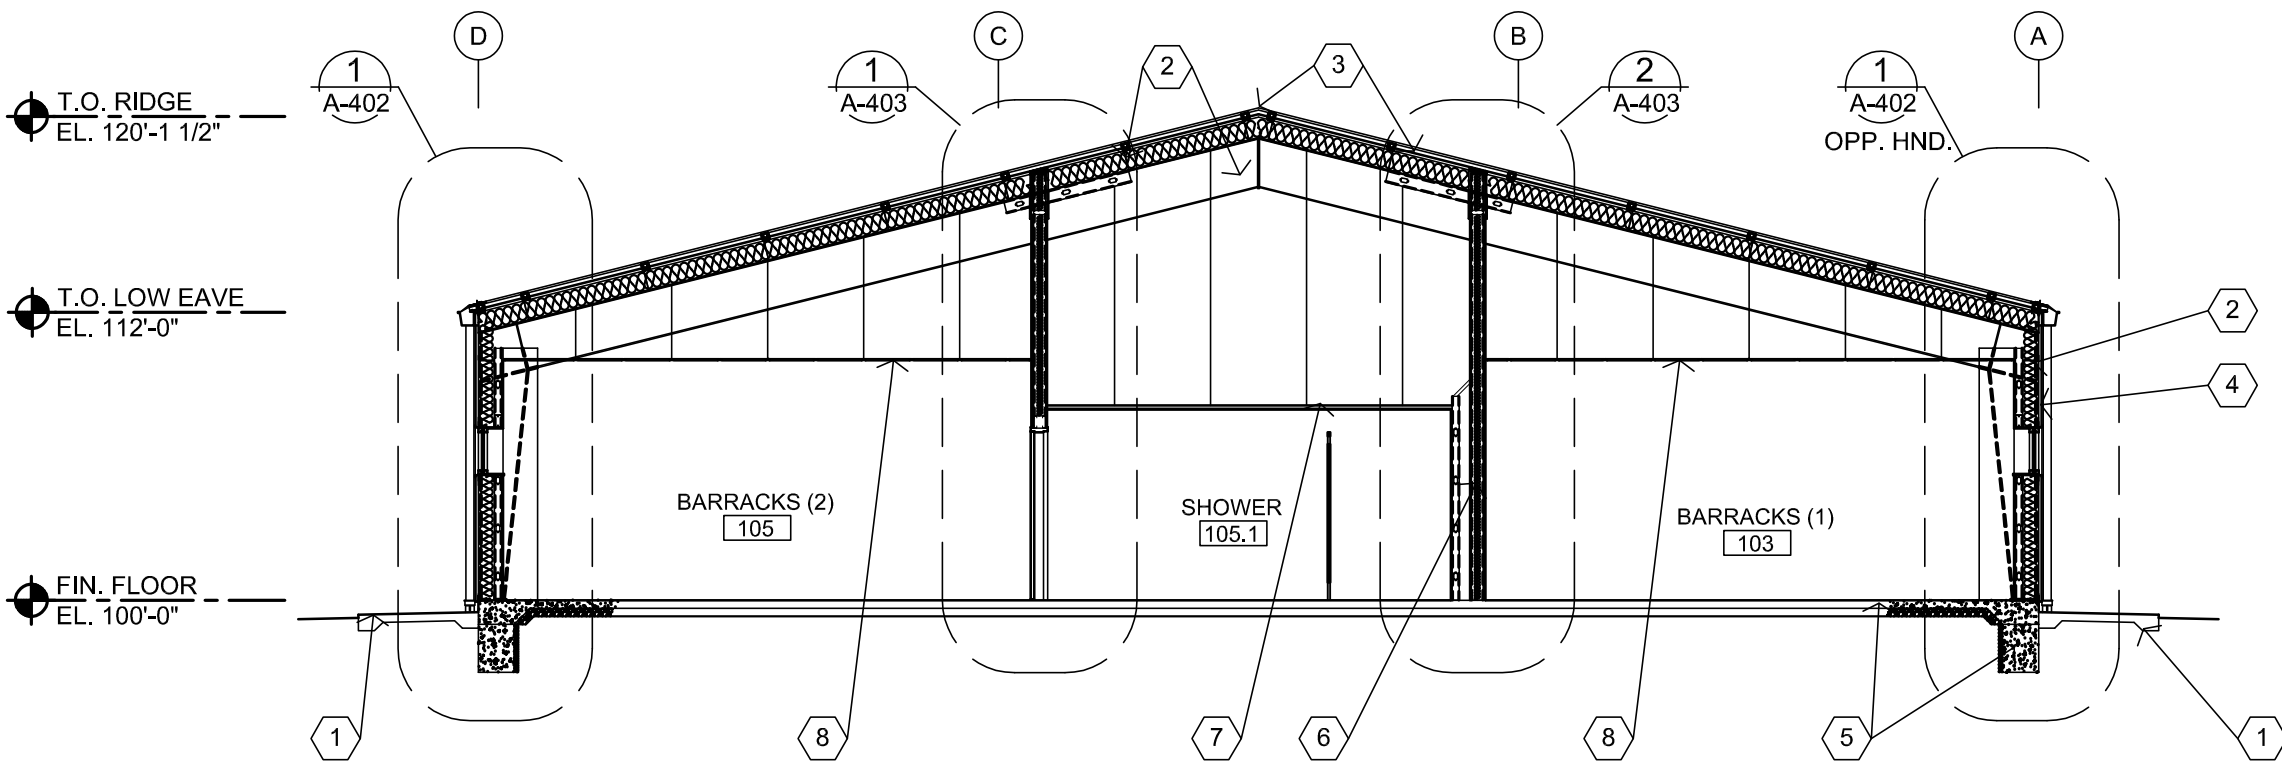 D
C
B
A
1
A-402
1
A-403
2
3
2
A-403
1
A-402
OPP. HND.
T.O. RIDGE
EL. 120'-1 1/2"
T.O. LOW EAVE
EL. 112'-0"
2
4
BARRACKS (2)
105
SHOWER
105.1
BARRACKS (1)
103
FIN. FLOOR
EL. 100'-0"
1
8
7
6
8
5
1